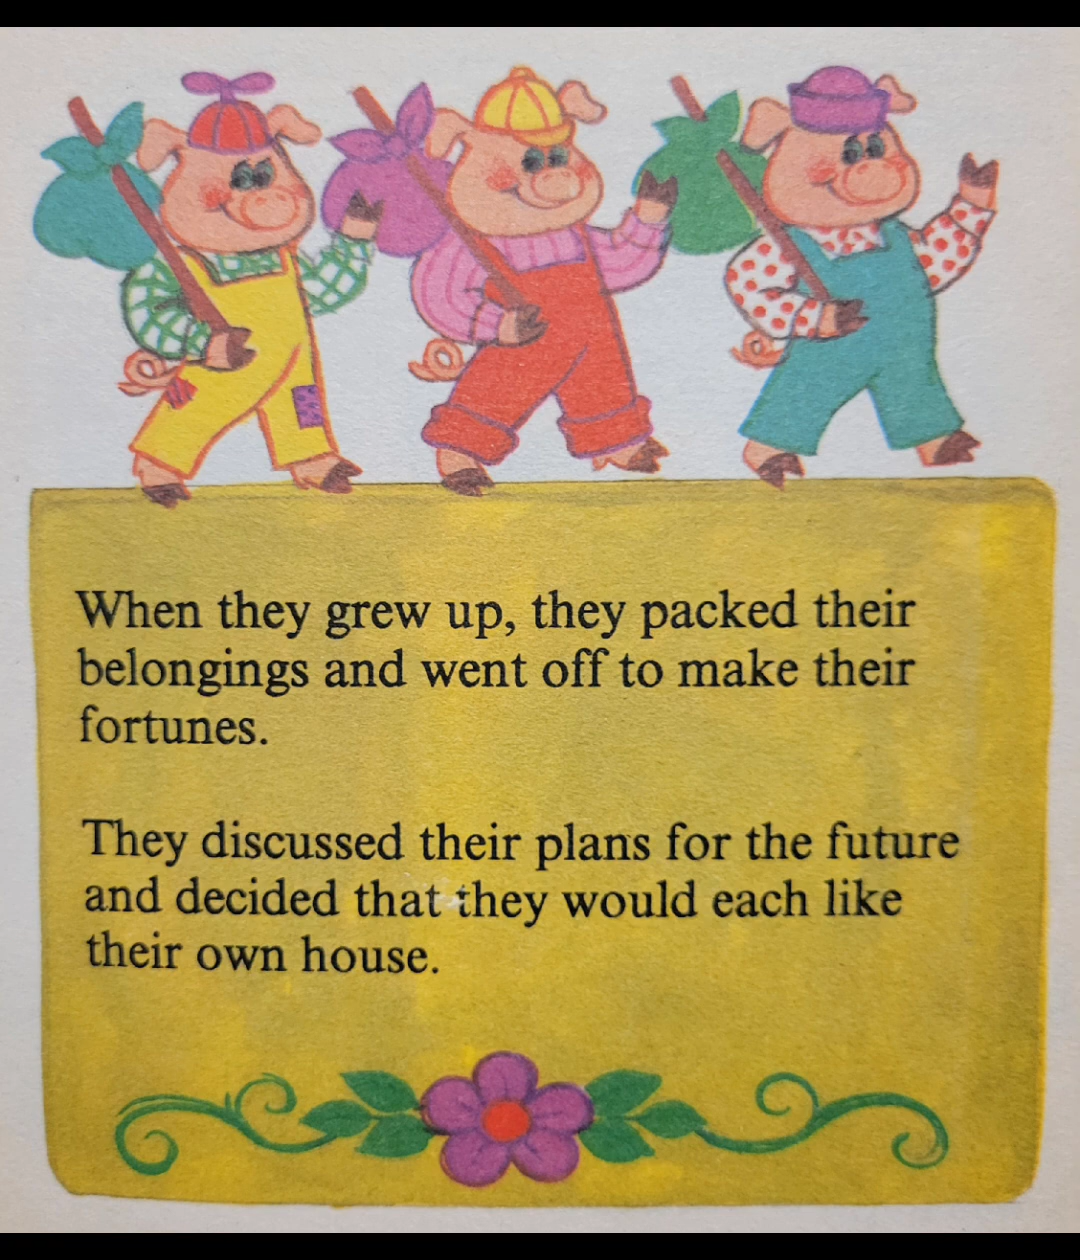 When they grew up, they packed their
belongings and went off to make their
fortunes.
They discussed their plans for the future
and decided that they would each like
their own house.